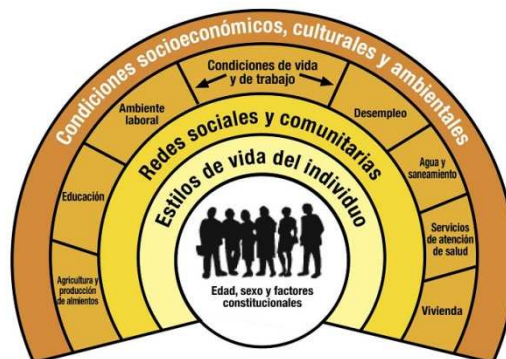 Condiciones socioeconómicos, culturales y ambientales
Condiciones de vida
y de trabajo
Ambiente
laboral
Desempleo
Redes sociales y comunitarias
Agua y
saneamiento
Educación
Estilos de vida del individuo
Servicios
de atención
de salud
Agricultura y
producción
de almientos
Edad, sexo y factores
constitucionales
Vivienda